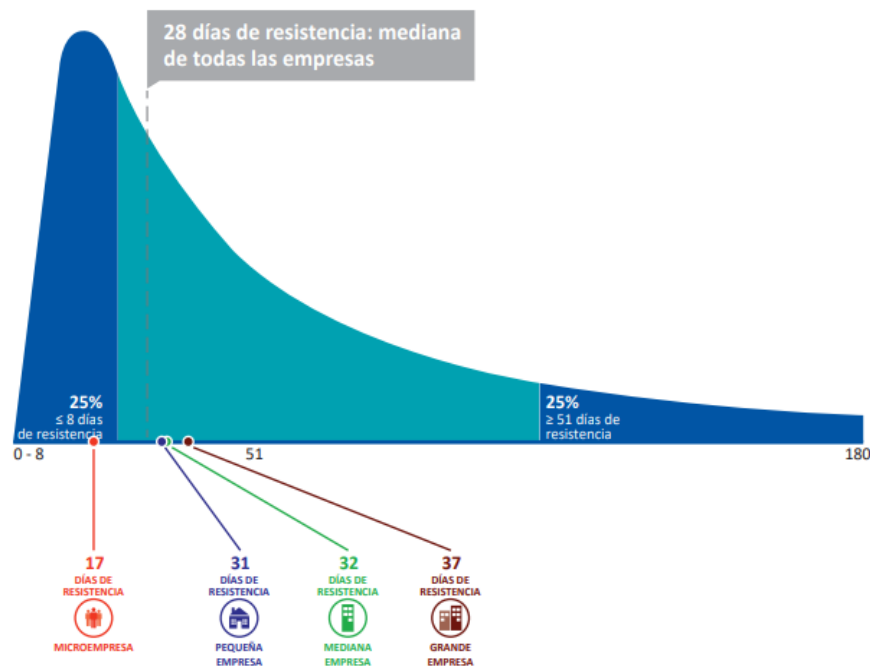 28 días de resistencia: mediana
de todas las empresas
25%
≤ 8 días
de resistencia
25%
≥ 51 días de
resistencia
0 - 8
51
180
17
DÍAS DE
RESISTENCIA
MICROEMPRESA
31
DÍAS DE
RESISTENCIA
PEQUEÑA
EMPRESA
32
DÍAS DE
RESISTENCIA
MEDIANA
EMPRESA
37
DÍAS DE
RESISTENCIA
GRANDE
EMPRESA